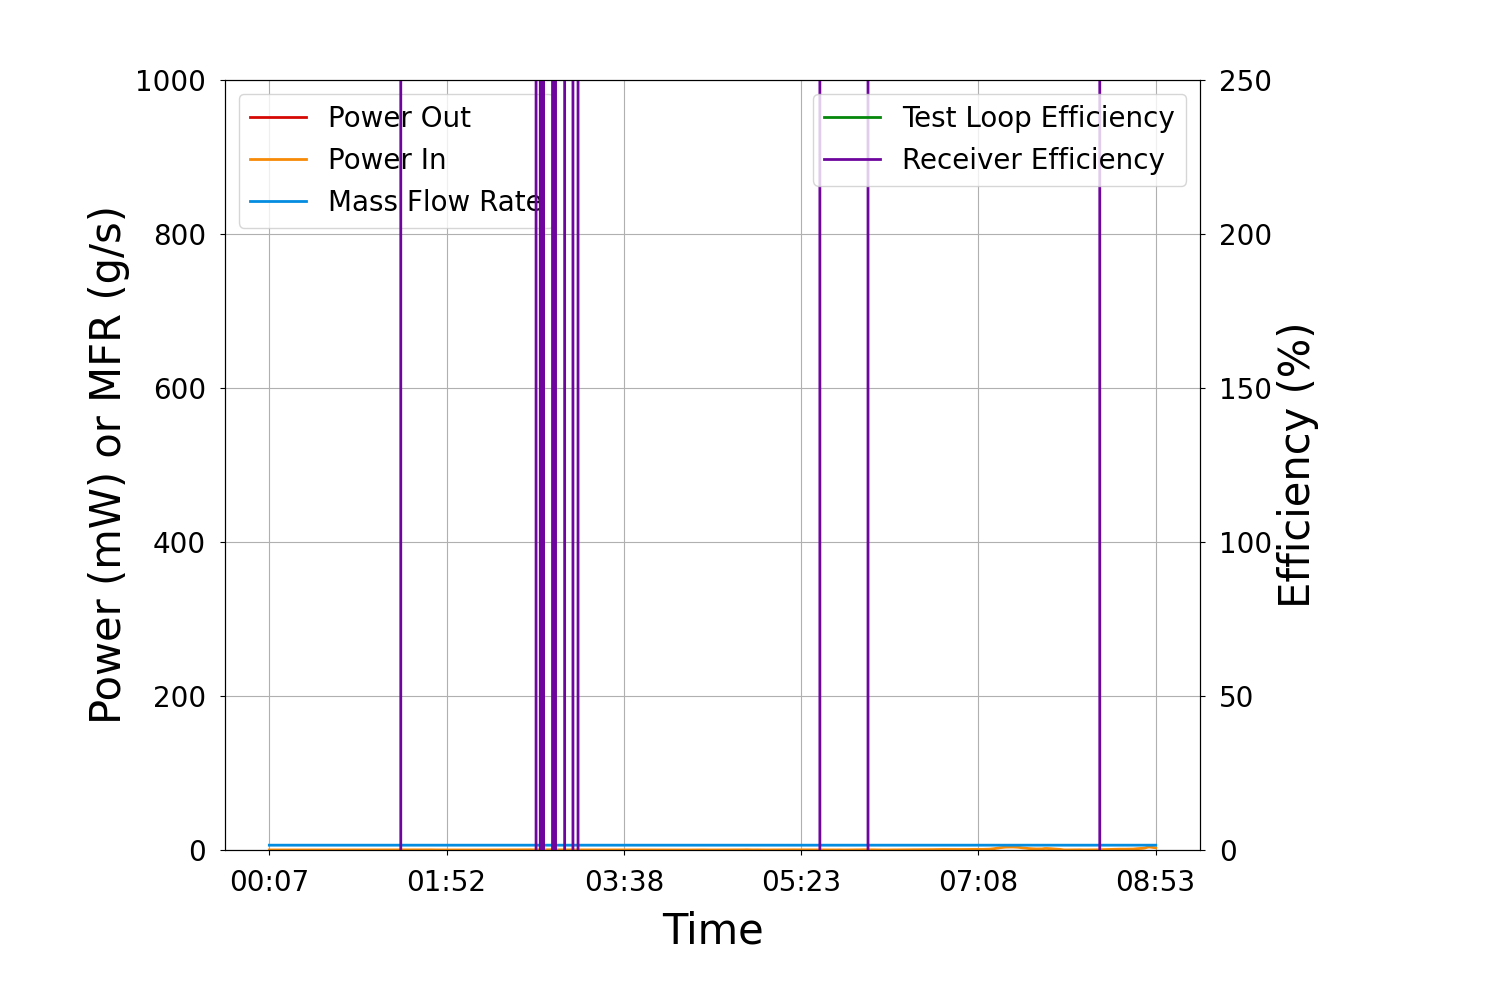 1000
800
600
400
200
0
Power (mW) or MFR (g/s)
Power Out
Power In
Mass Flow Rate
Test Loop Efficiency
Receiver Efficiency
250
200
150
100
50
0
Efficiency (%)
00:07 01:52 03:38 05:23 07:08 08:53
Time